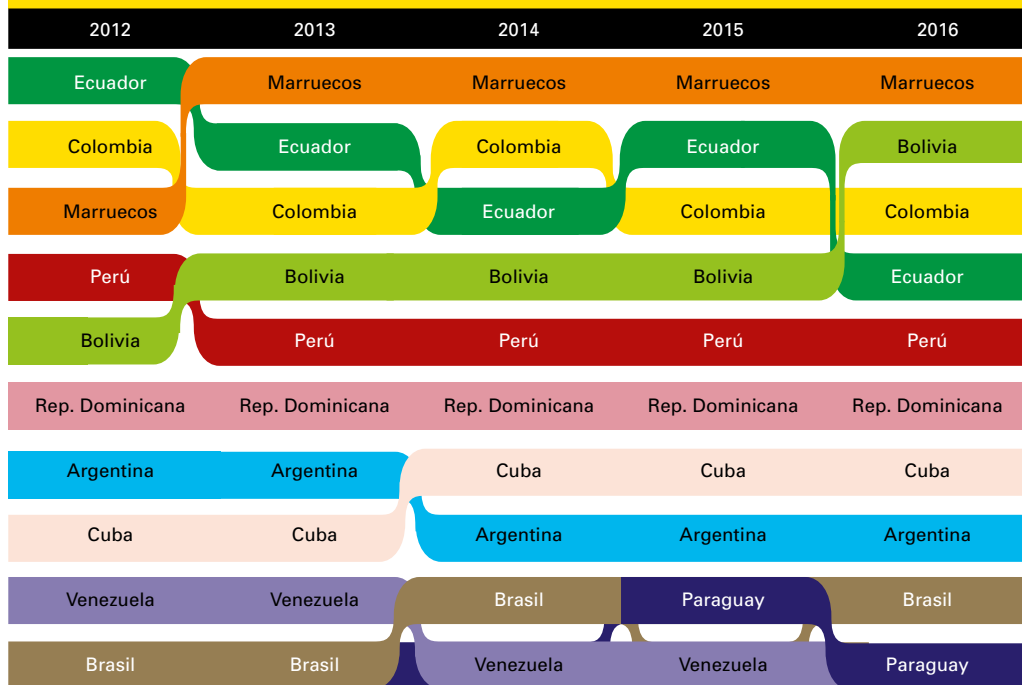 2012 2013 2014 2015 2016
Ecuador Marruecos Marruecos Marruecos Marruecos
Colombia Ecuador Colombia Ecuador Bolivia
Marruecos Colombia Ecuador Colombia Colombia
Perú Bolivia Bolivia Bolivia Ecuador
Bolivia Perú Perú Perú Perú
Rep. Dominicana Rep. Dominicana Rep. Dominicana Rep. Dominicana Rep. Dominicana
Argentina Argentina Cuba Cuba Cuba
Cuba Cuba Argentina Argentina Argentina
Venezuela Venezuela Brasil Paraguay Brasil
Brasil Brasil Venezuela Venezuela Paraguay